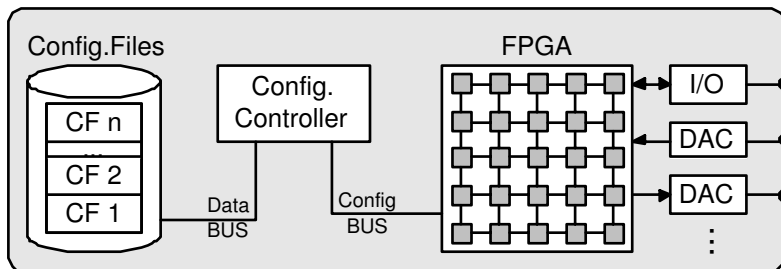 Config.Files
CF n
...
CF 2
CF 1
Config.
Controller
Data
BUS
Config
BUS
FPGA
I/O
DAC
DAC
⋮